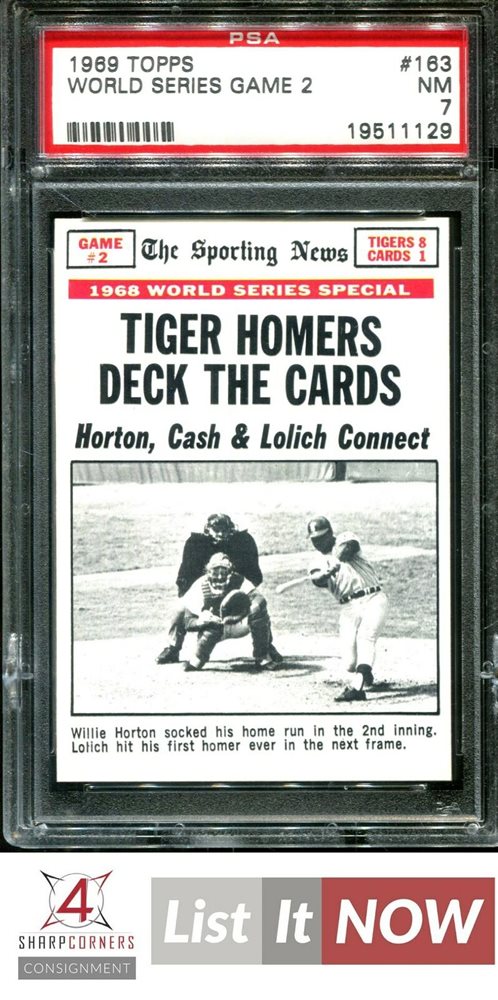 PSA
1969 TOPPS #163
WORLD SERIES GAME 2 NM
7
19511129
GAME #2 The Sporting News TIGERS 8 CARDS 1
1968 WORLD SERIES SPECIAL
TIGER HOMERS
DECK THE CARDS
Horton, Cash & Lolich Connect
Willie Horton socked his home run in the 2nd inning.
Lolich hit his first homer ever in the next frame.
4
SHARPCORNERS
CONSIGNMENT
List It NOW